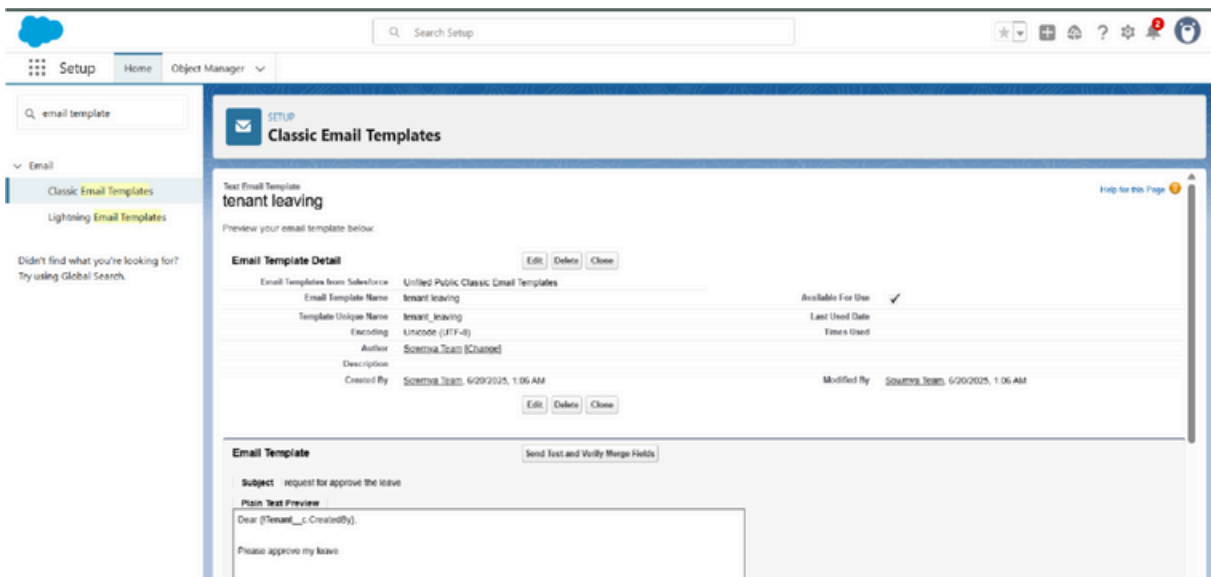 Search Setup
2
Setup
Home
Object Manager
email template
Email
Classic Email Templates
Lightning Email Templates
Didn't find what you're looking for?
Try using Global Search.
SETUP
Classic Email Templates
Text Email Template
tenant leaving
Help for this Page
Preview your email template below.
Email Template Detail
Edit Delete Clone
Email Templates from Salesforce Unfiled Public Classic Email Templates
Email Template Name tenant leaving Available For Use ✓
Template Unique Name tenant_leaving Last Used Date
Encoding Unicode (UTF-8) Times Used
Author Team [Change]
Description
Created By Team, 6/20/2025, 1:06 AM Modified By Team, 6/20/2025, 1:06 AM
Edit Delete Clone
Email Template Send Test and Verify Merge Fields
Subject request for approve the leave
Plain Text Preview
Dear {!Tenant__c.CreatedBy},
Please approve my leave